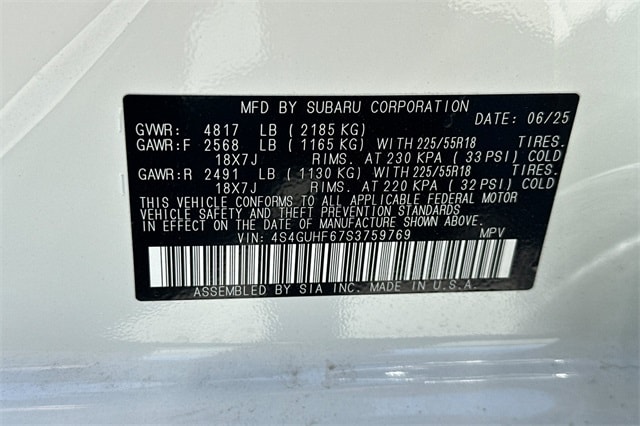 MFD BY SUBARU CORPORATION
DATE: 06/25
GVWR: 4817 LB ( 2185 KG)
GAWR:F 2568 LB ( 1165 KG) WITH 225/55R18 TIRES.
18X7J RIMS. AT 230 KPA ( 33 PSI) COLD
GAWR:R 2491 LB ( 1130 KG) WITH 225/55R18 TIRES.
18X7J RIMS. AT 220 KPA ( 32 PSI) COLD
THIS VEHICLE CONFORMS TO ALL APPLICABLE FEDERAL MOTOR
VEHICLE SAFETY AND THEFT PREVENTION STANDARDS
IN EFFECT ON THE DATE OF MANUFACTURE SHOWN ABOVE.
VIN: 4S4GUHF67S3759769 MPV
ASSEMBLED BY SIA INC. MADE IN U.S.A.